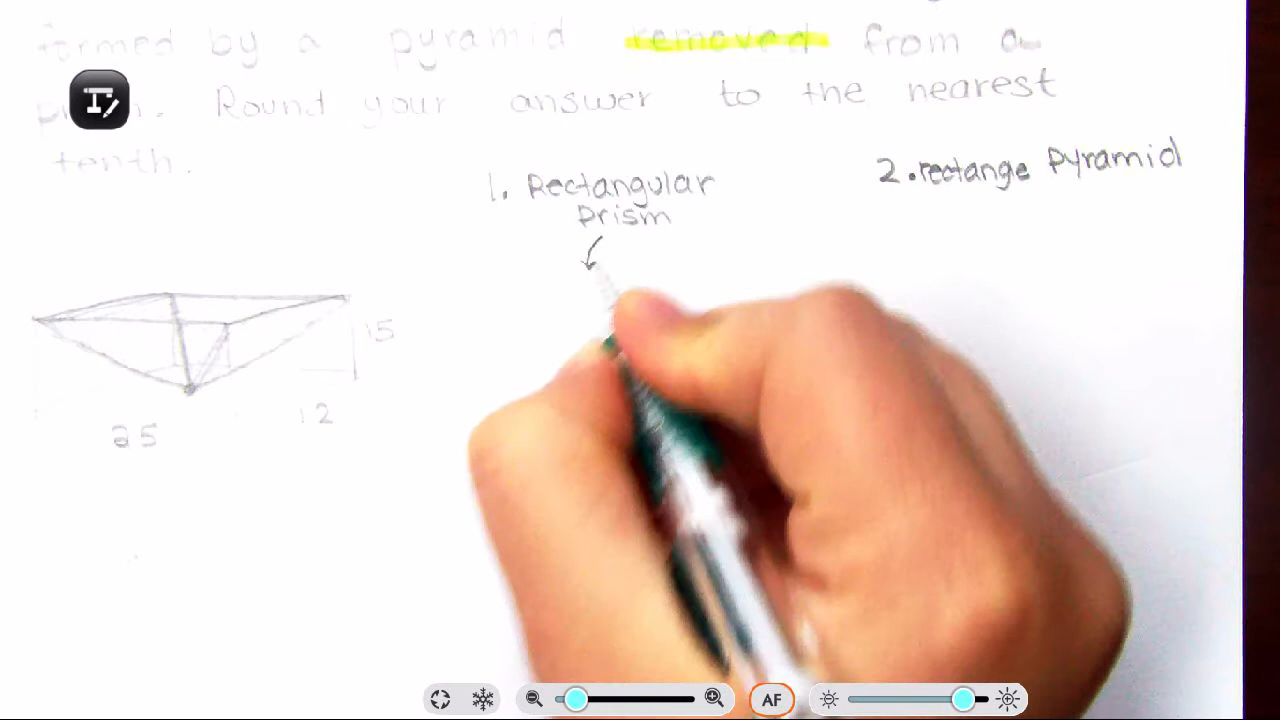 formed by a pyramid removed from a
Round your answer to the nearest
tenth.
1. Rectangular
Prism
2. rectange Pyramid
15
12
25
AF